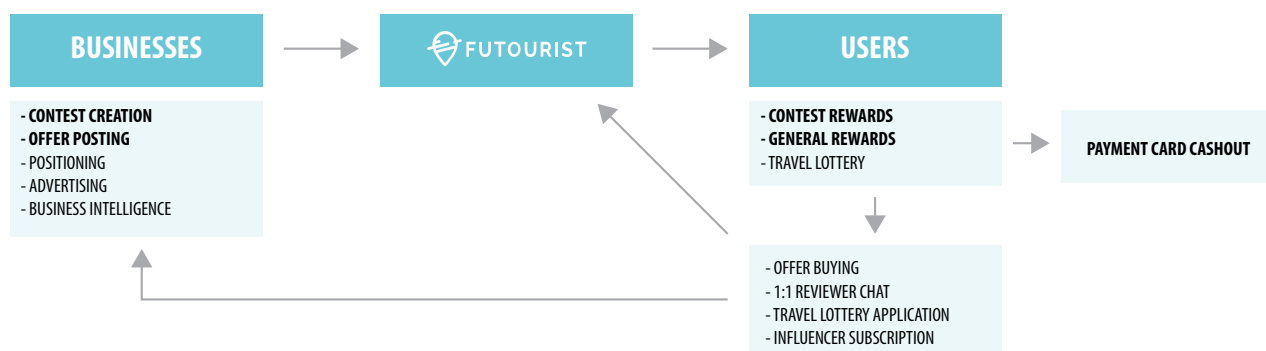 BUSINESSES
FUTOURIST
USERS
- CONTEST CREATION
- OFFER POSTING
- POSITIONING
- ADVERTISING
- BUSINESS INTELLIGENCE
- CONTEST REWARDS
- GENERAL REWARDS
- TRAVEL LOTTERY
PAYMENT CARD CASHOUT
- OFFER BUYING
- 1:1 REVIEWER CHAT
- TRAVEL LOTTERY APPLICATION
- INFLUENCER SUBSCRIPTION